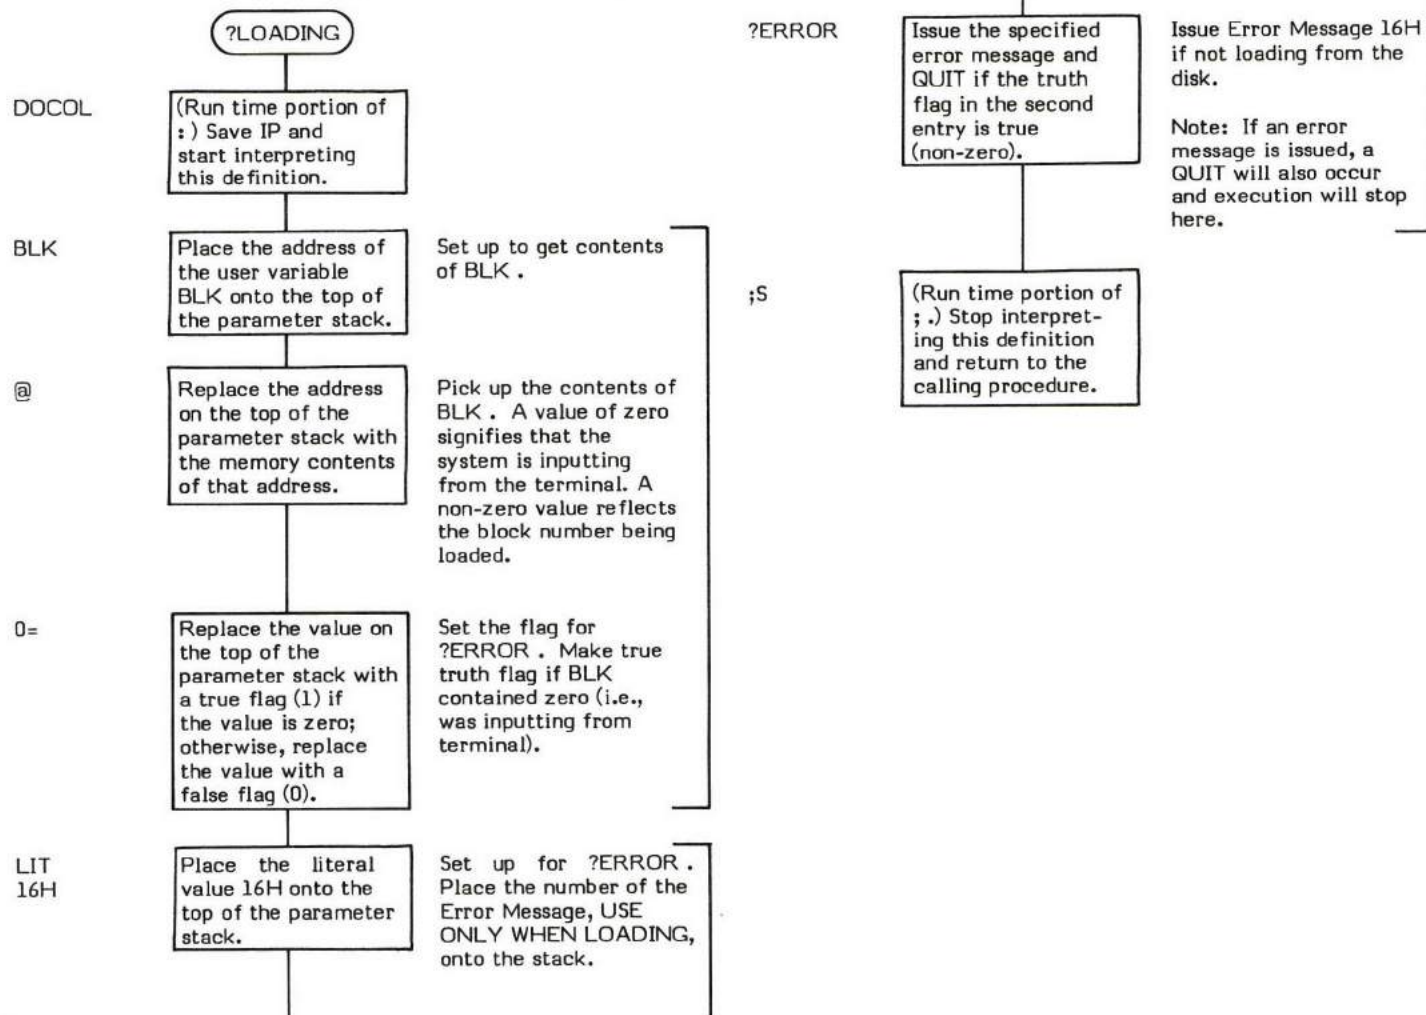 ?LOADING
DOCOL
(Run time portion of
: ) Save IP and
start interpreting
this definition.
BLK
Place the address of
the user variable
BLK onto the top of
the parameter stack.
Set up to get contents
of BLK .
@
Replace the address
on the top of the
parameter stack with
the memory contents
of that address.
Pick up the contents of
BLK . A value of zero
signifies that the
system is inputting
from the terminal. A
non-zero value reflects
the block number being
loaded.
0=
Replace the value on
the top of the
parameter stack with
a true flag (1) if
the value is zero;
otherwise, replace
the value with a
false flag (0).
Set the flag for
?ERROR . Make true
truth flag if BLK
contained zero (i.e.,
was inputting from
terminal).
LIT
16H
Place the literal
value 16H onto the
top of the parameter
stack.
Set up for ?ERROR .
Place the number of the
Error Message, USE
ONLY WHEN LOADING,
onto the stack.
?ERROR
Issue the specified
error message and
QUIT if the truth
flag in the second
entry is true
(non-zero).
Issue Error Message 16H
if not loading from the
disk.
Note: If an error
message is issued, a
QUIT will also occur
and execution will stop
here.
;S
(Run time portion of
; .) Stop interpret-
ing this definition
and return to the
calling procedure.